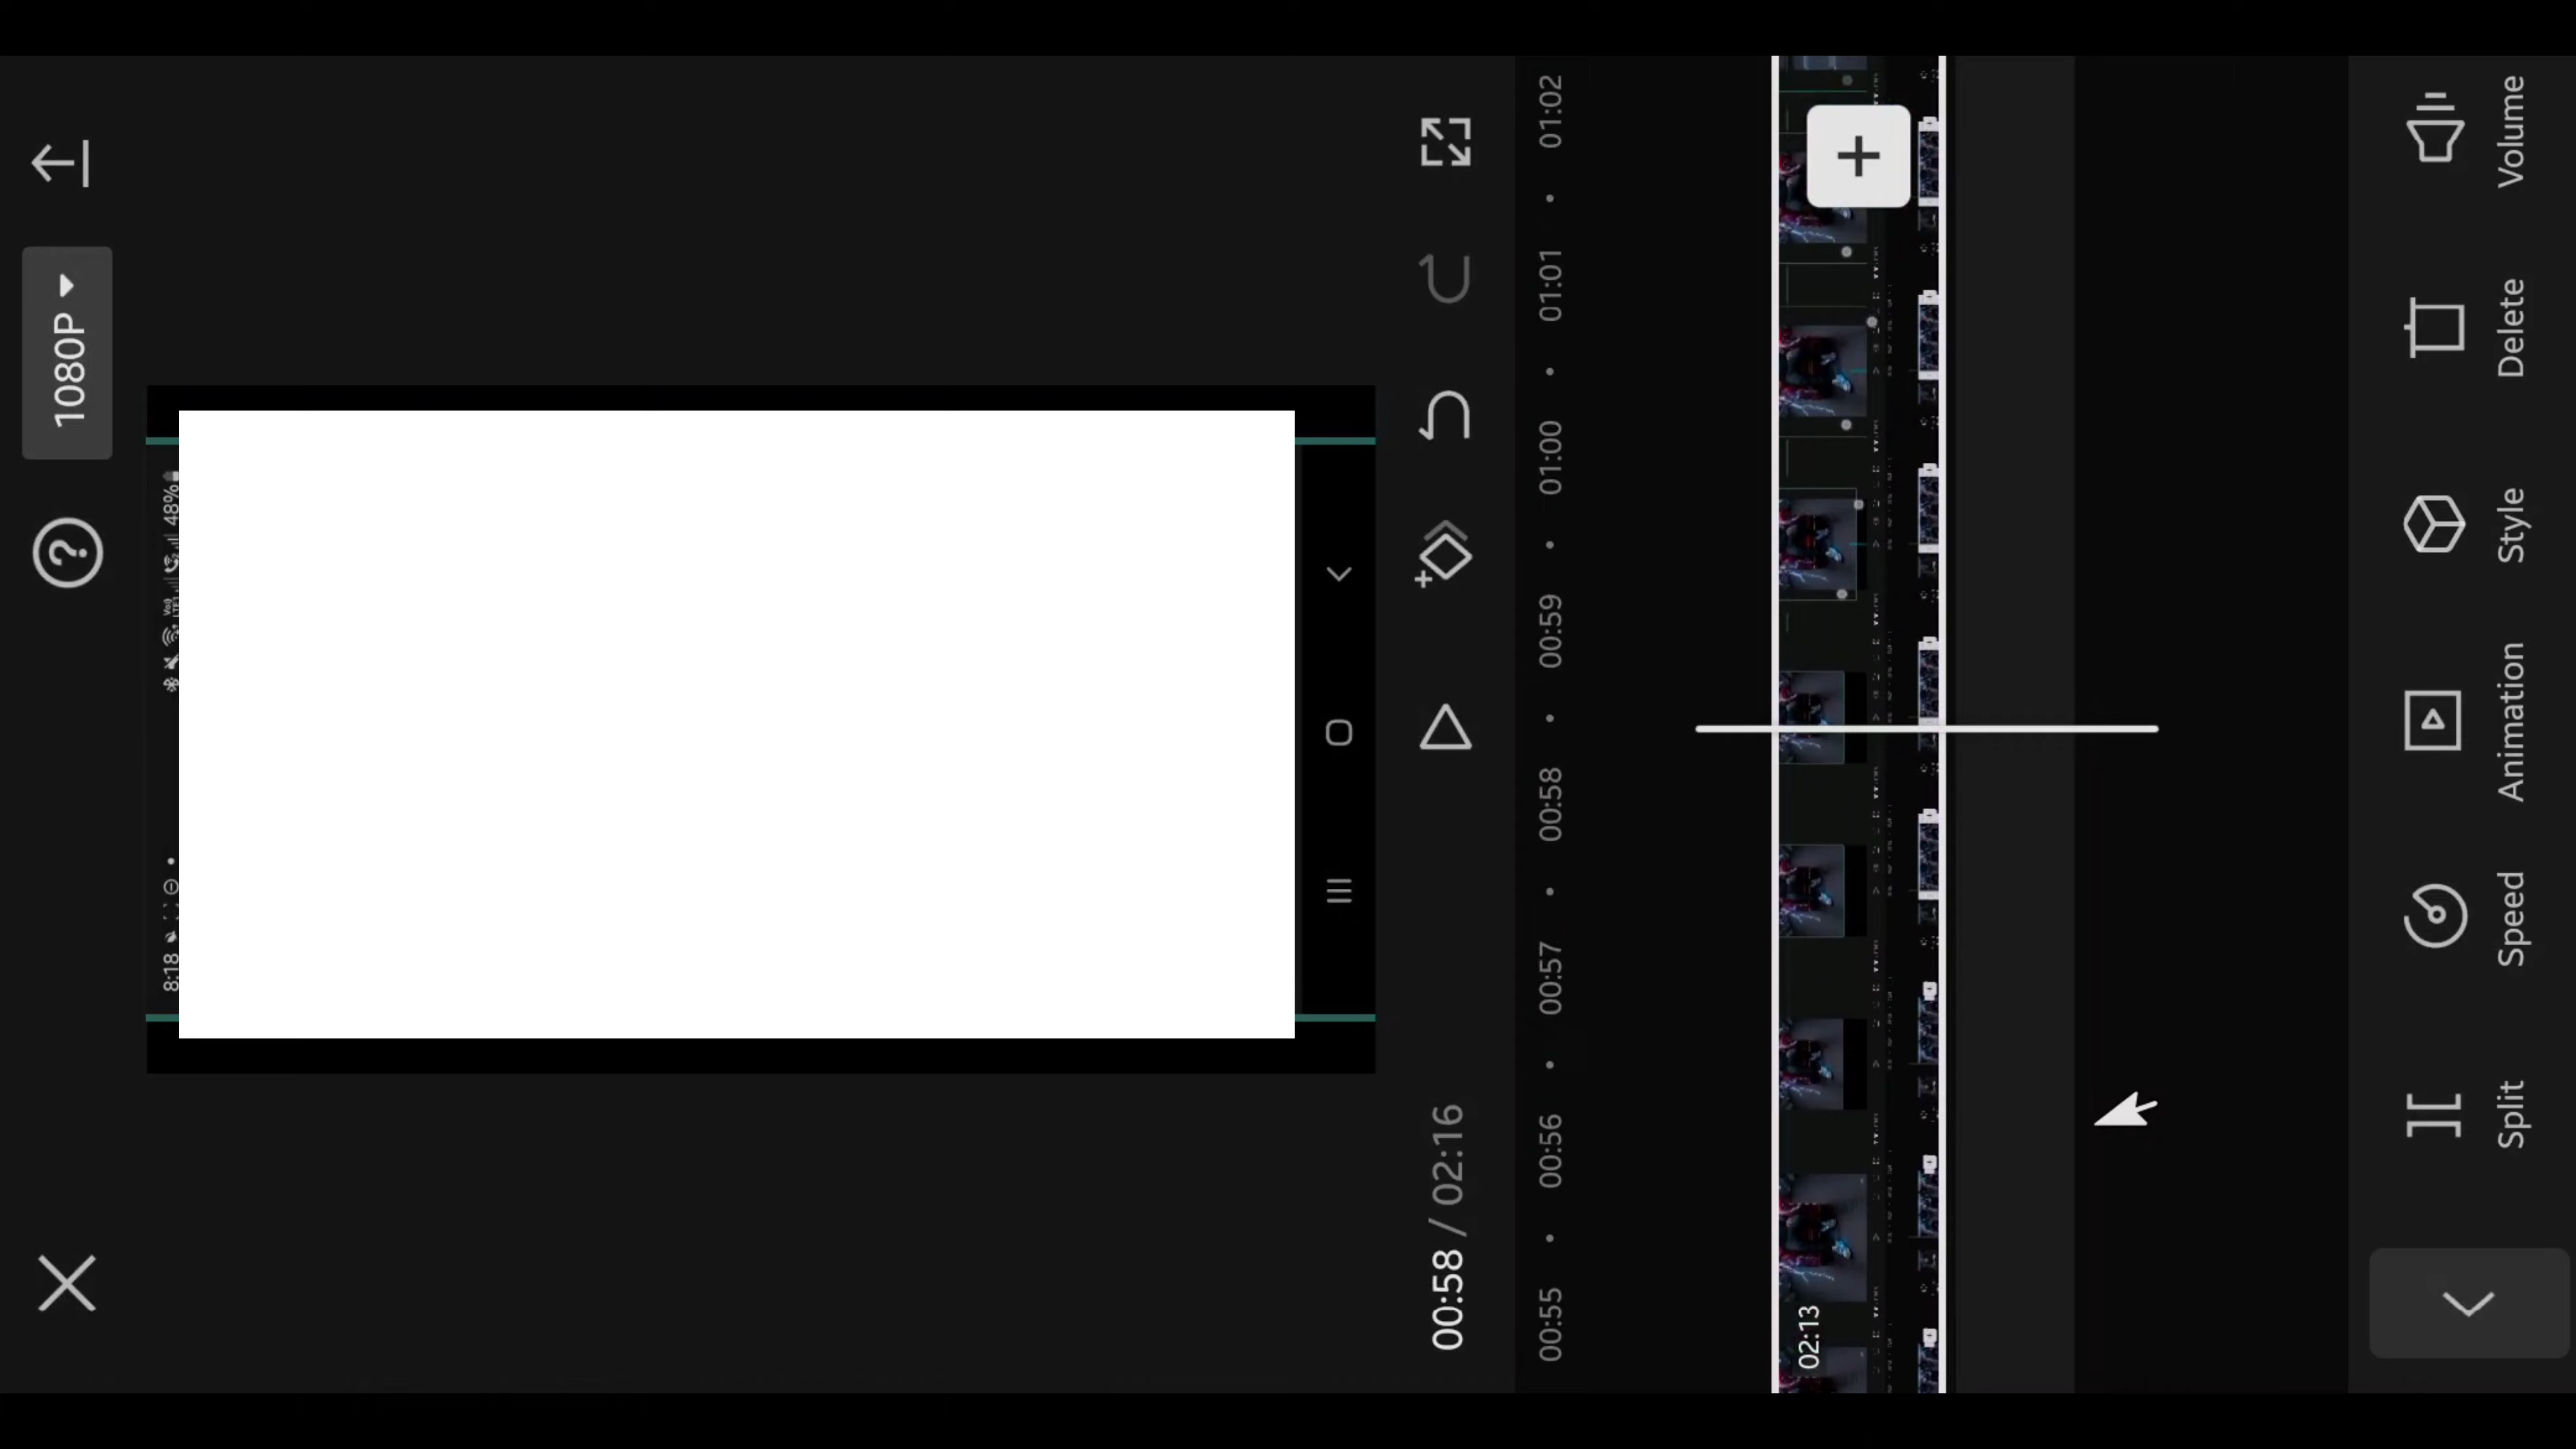 1080P
8:18
48%
00:58 / 02:16
00:55
00:56
00:57
00:58
00:59
01:00
01:01
01:02
02:13
Split
Speed
Animation
Style
Delete
Volume